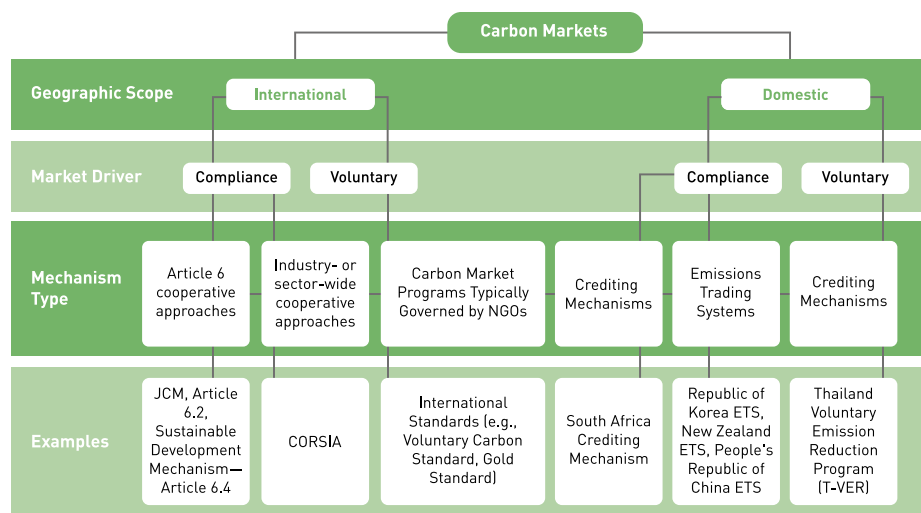 Carbon Markets
Geographic Scope
International
Domestic
Market Driver
Compliance
Voluntary
Compliance
Voluntary
Mechanism
Type
Article 6
cooperative
approaches
Industry- or
sector-wide
cooperative
approaches
Carbon Market
Programs Typically
Governed by NGOs
Crediting
Mechanisms
Emissions
Trading
Systems
Crediting
Mechanisms
Examples
JCM, Article
6.2,
Sustainable
Development
Mechanism—
Article 6.4
CORSIA
International
Standards (e.g.,
Voluntary Carbon
Standard, Gold
Standard)
South Africa
Crediting
Mechanism
Republic of
Korea ETS,
New Zealand
ETS, People's
Republic of
China ETS
Thailand
Voluntary
Emission
Reduction
Program
(T-VER)